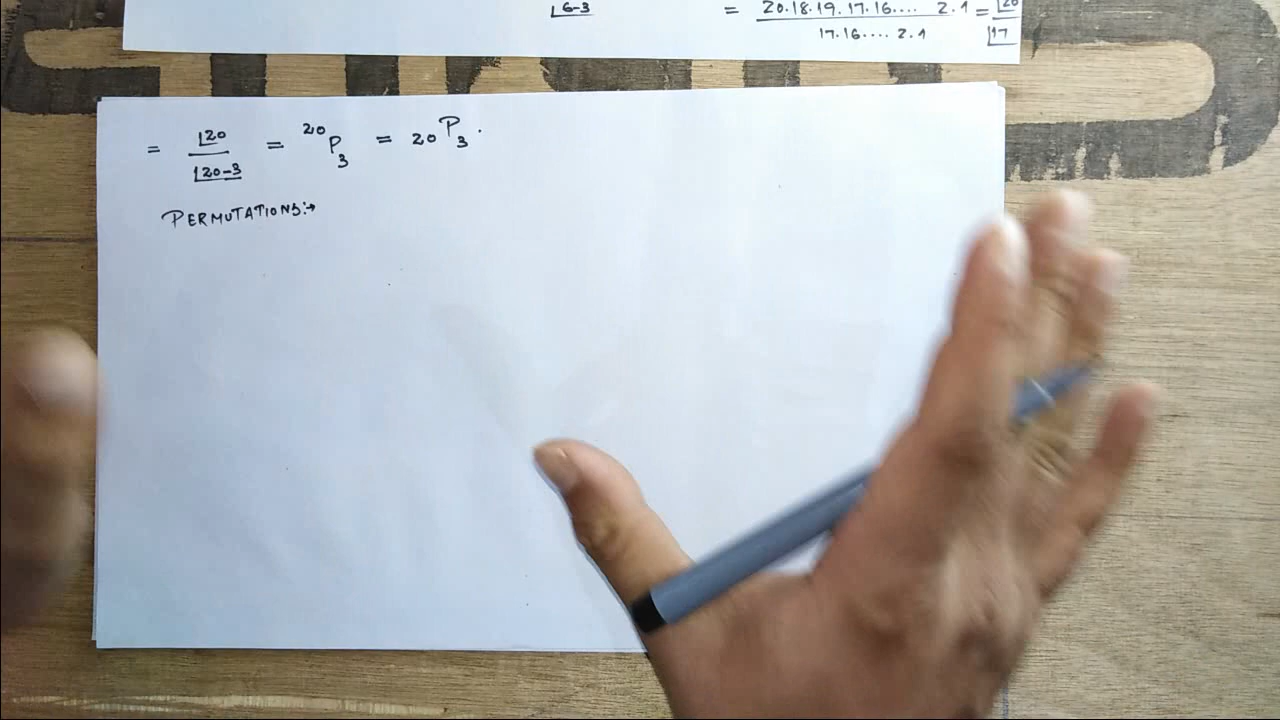 = 20.18.19.17.16.... 2.1 / 17.16.... 2.1 = ⌊20 / ⌊17
⌊6-3
= ⌊20 / ⌊20-3 = ²⁰P₃ = 20P₃.
PERMUTATIONS:→